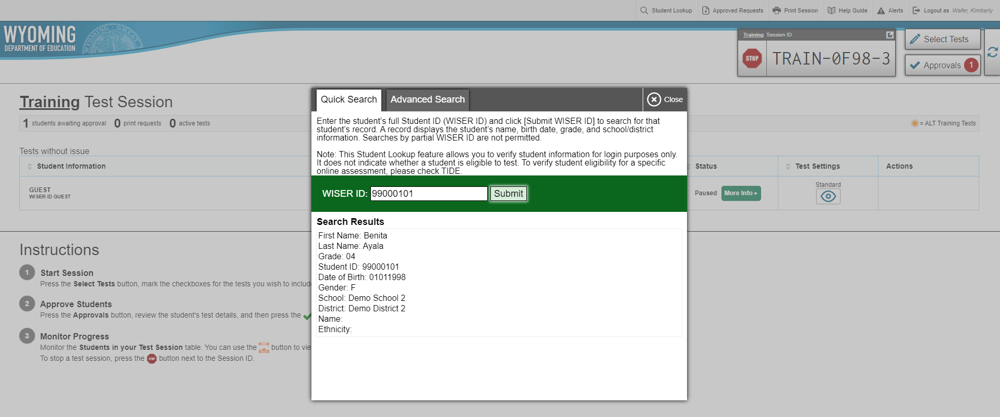 Student Lookup
Approved Requests
Print Session
Help Guide
Alerts
Logout as Wafer, Kimberly
WYOMING
DEPARTMENT OF EDUCATION
WYOMING GREAT
Training Session ID
STOP
TRAIN-0F98-3
Select Tests
Approvals 1
Training Test Session
1 students awaiting approval 0 print requests 0 active tests
= ALT Training Tests
Tests without issue
Student Information
Status
Test Settings
Actions
GUEST
WISER ID GUEST
Paused
More Info
Standard
Instructions
1 Start Session
Press the Select Tests button, mark the checkboxes for the tests you wish to include
2 Approve Students
Press the Approvals button, review the student's test details, and then press the
3 Monitor Progress
Monitor the Students in your Test Session table. You can use the button to vie
To stop a test session, press the STOP button next to the Session ID.
Quick Search
Advanced Search
Close
Enter the student's full Student ID (WISER ID) and click [Submit WISER ID] to search for that
student's record. A record displays the student's name, birth date, grade, and school/district
information. Searches by partial WISER ID are not permitted.
Note: This Student Lookup feature allows you to verify student information for login purposes only.
It does not indicate whether a student is eligible to test. To verify student eligibility for a specific
online assessment, please check TIDE.
WISER ID: 99000101 Submit
Search Results
First Name: Benita
Last Name: Ayala
Grade: 04
Student ID: 99000101
Date of Birth: 01011998
Gender: F
School: Demo School 2
District: Demo District 2
Name:
Ethnicity: